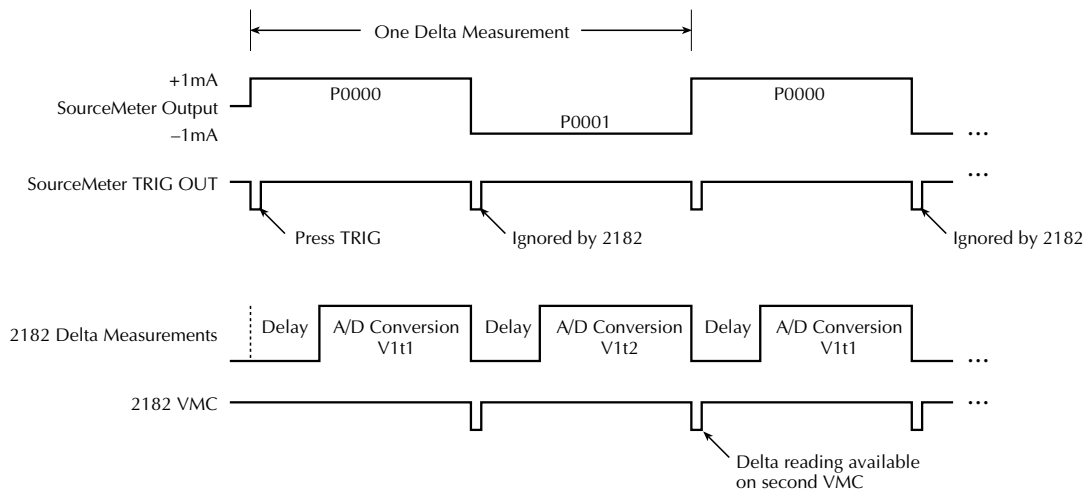 One Delta Measurement
+1mA
P0000
P0000
SourceMeter Output
P0001
–1mA
...
SourceMeter TRIG OUT
...
Press TRIG
Ignored by 2182
Ignored by 2182
2182 Delta Measurements
Delay
A/D Conversion
V1t1
Delay
A/D Conversion
V1t2
Delay
A/D Conversion
V1t1
...
2182 VMC
...
Delta reading available
on second VMC